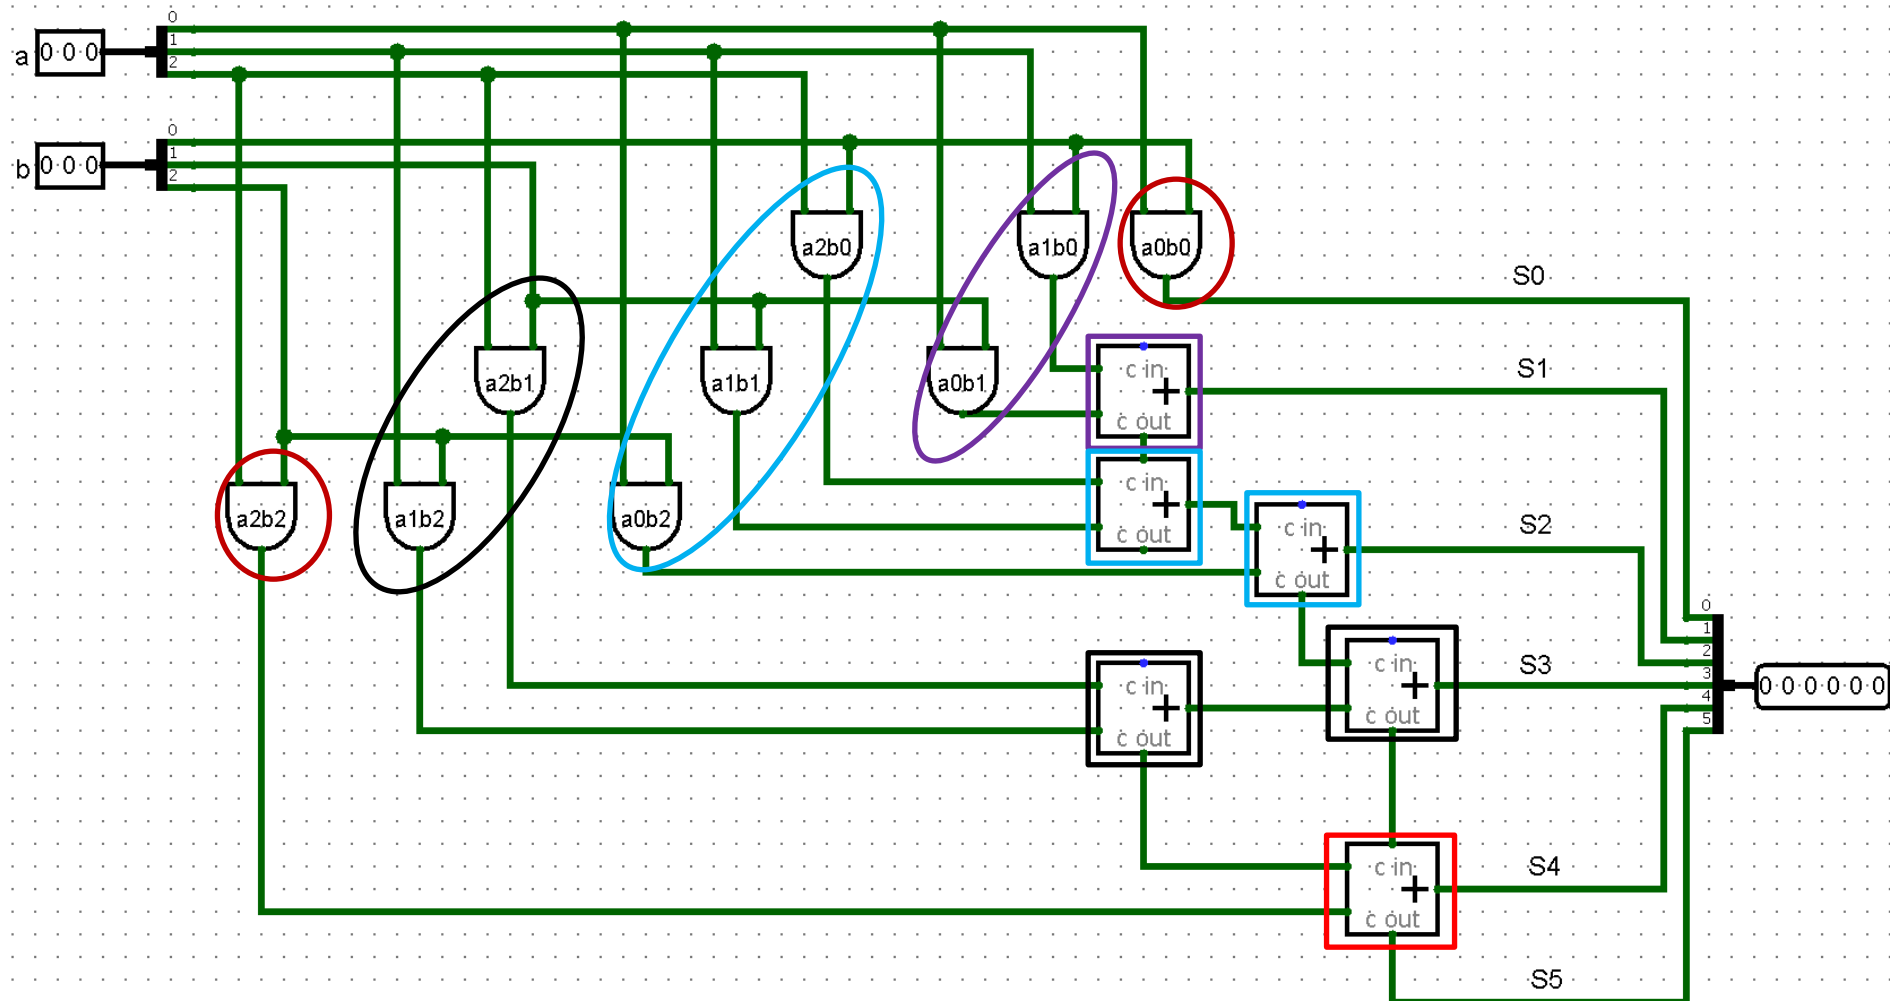 0
a 0 0 0 1
2
0
b 0 0 0 1
2
a2b0 a1b0 a0b0
S0
a2b1 a1b1 a0b1
c in
+ S1
c out
a2b2 a1b2 a0b2
c in
+
c out
c in
+ S2
c out
c in
+ S3
c out
c in
+
c out
0
1
2
3
4
5
0 0 0 0 0 0
c in
+ S4
c out
S5